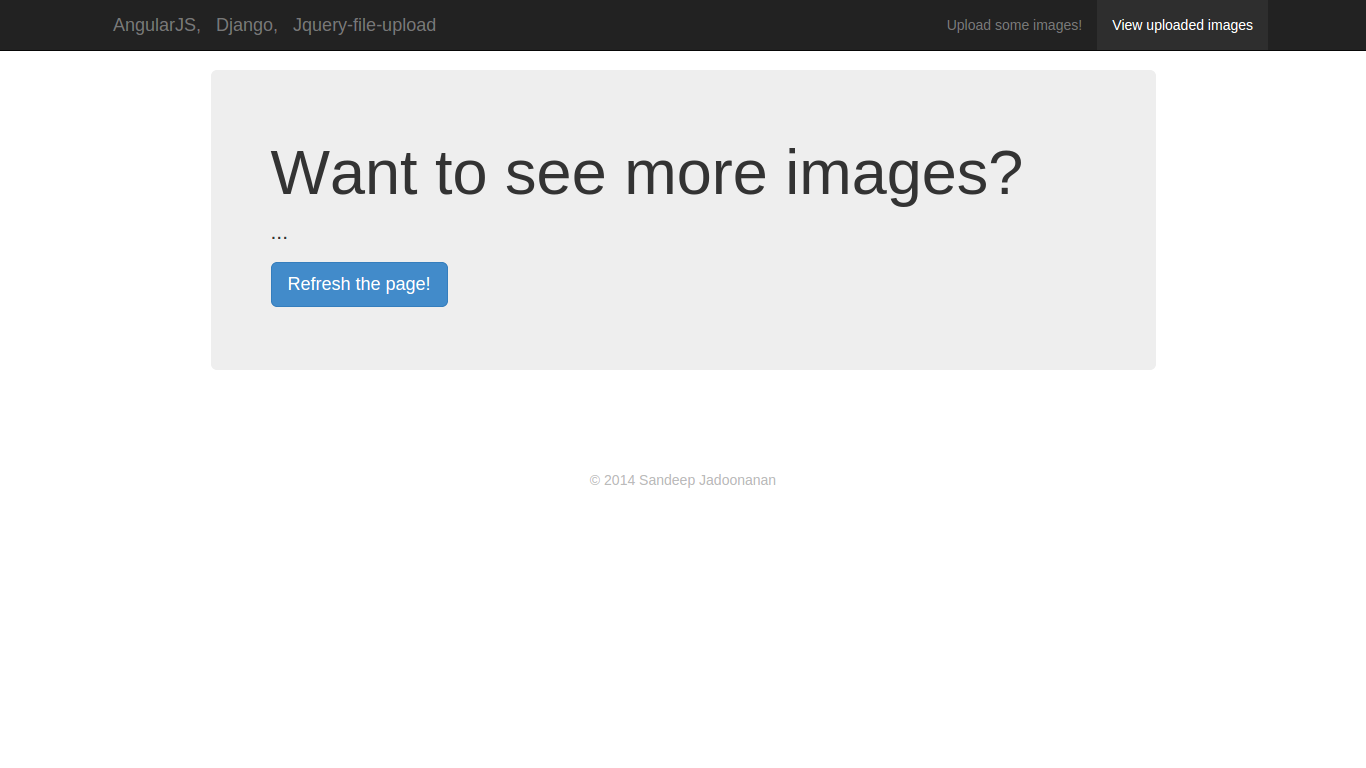 AngularJS, Django, Jquery-file-upload Upload some images! View uploaded images
Want to see more images?
...
Refresh the page!
© 2014 Sandeep Jadoonanan